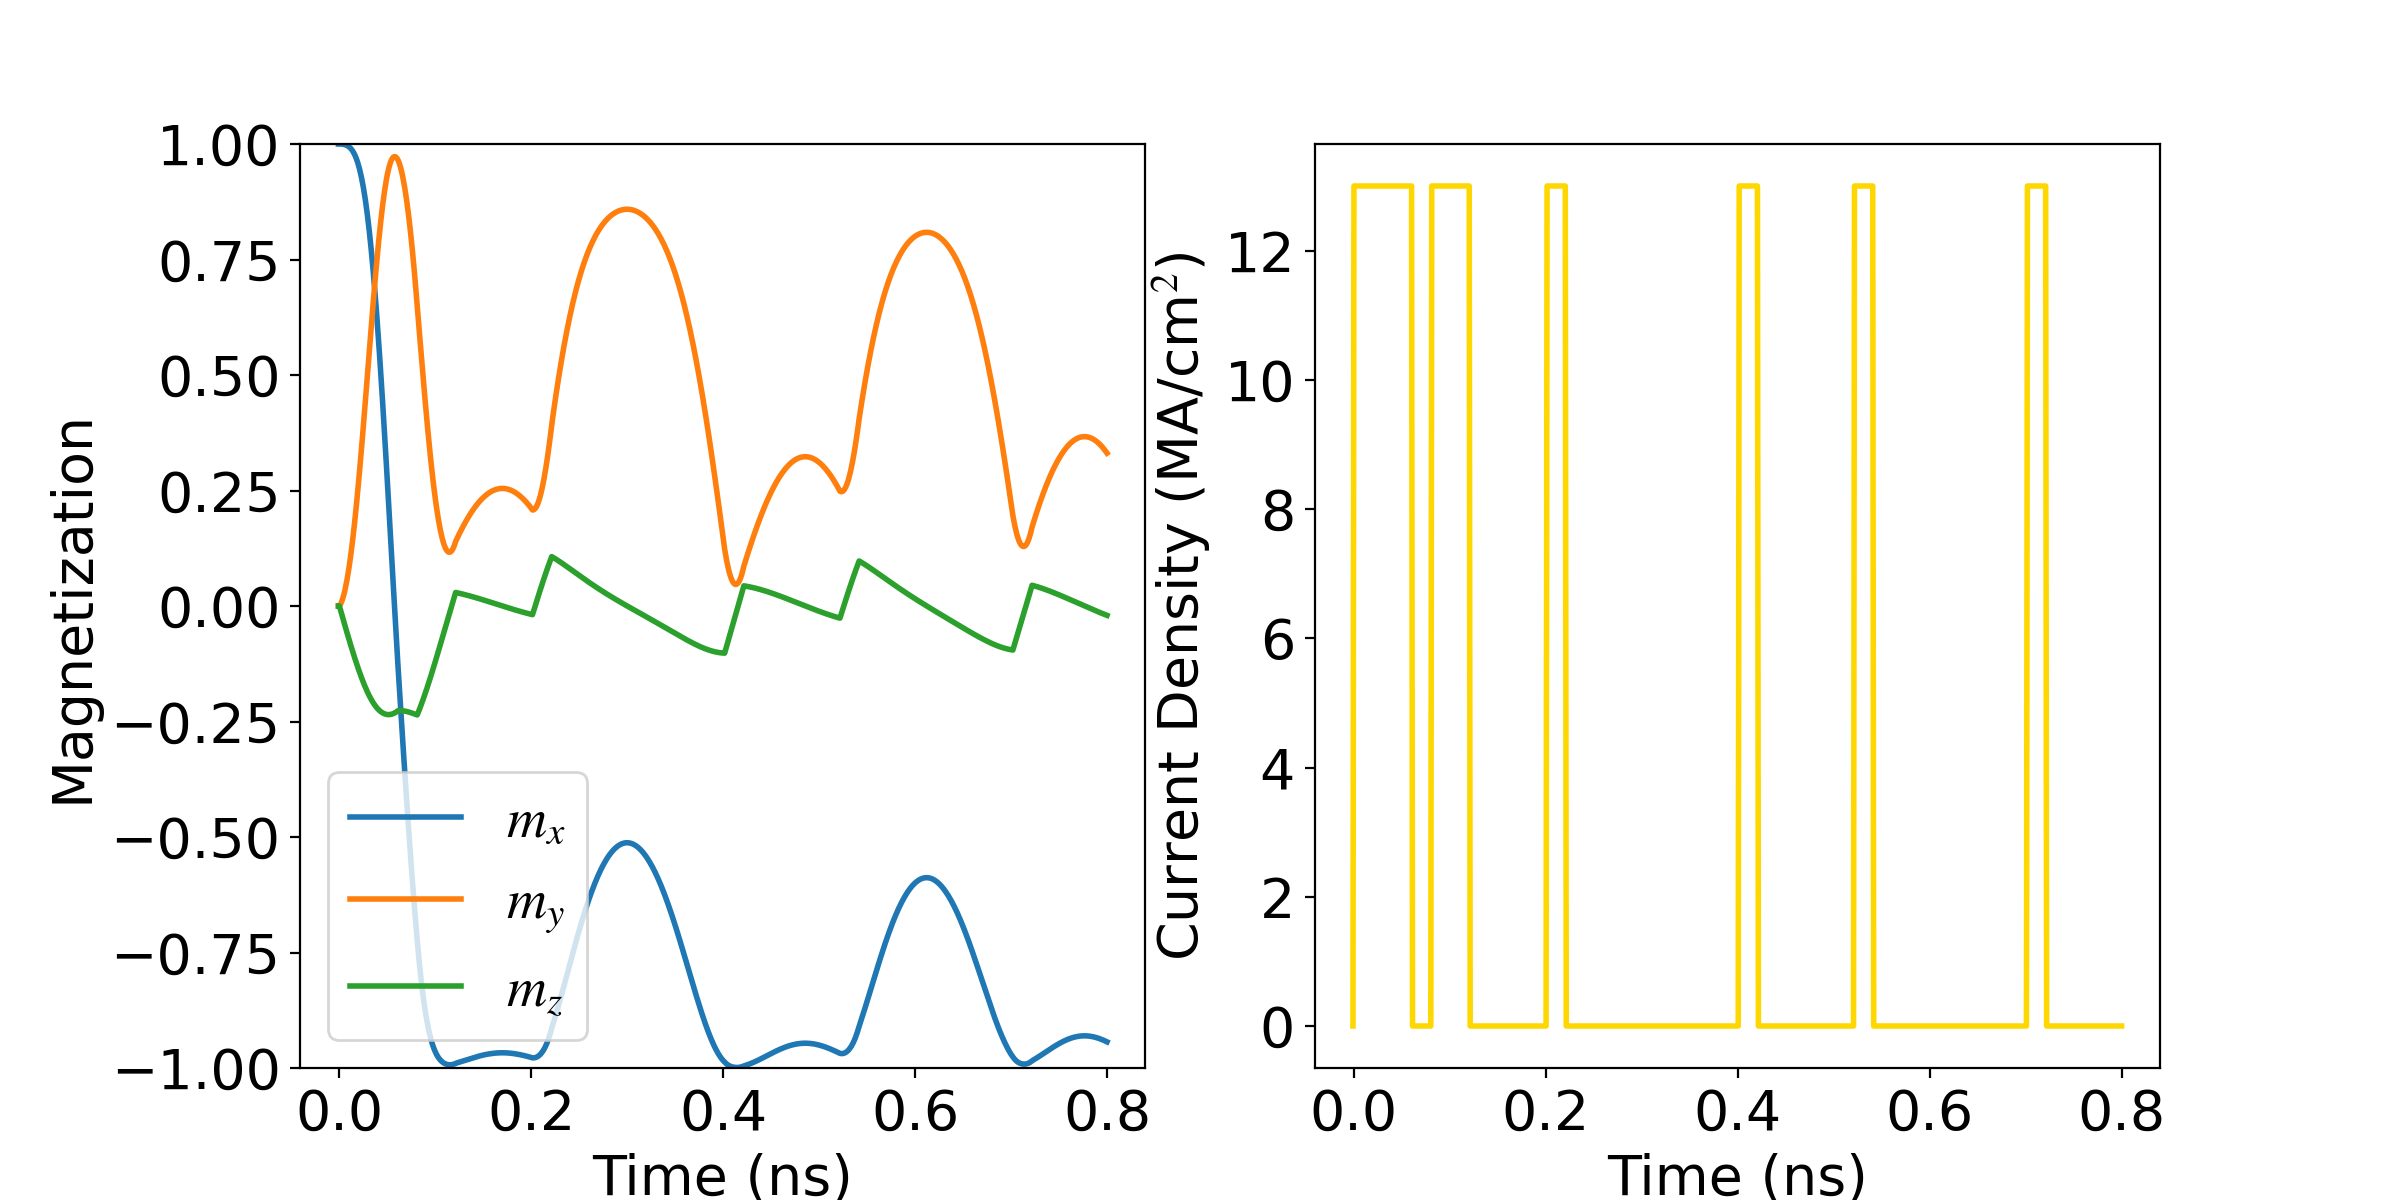 1.00
0.75
0.50
0.25
0.00
−0.25
−0.50
−0.75
−1.00
Magnetization
m_x
m_y
m_z
0.0 0.2 0.4 0.6 0.8
Time (ns)
12
10
8
6
4
2
0
Current Density (MA/cm²)
0.0 0.2 0.4 0.6 0.8
Time (ns)